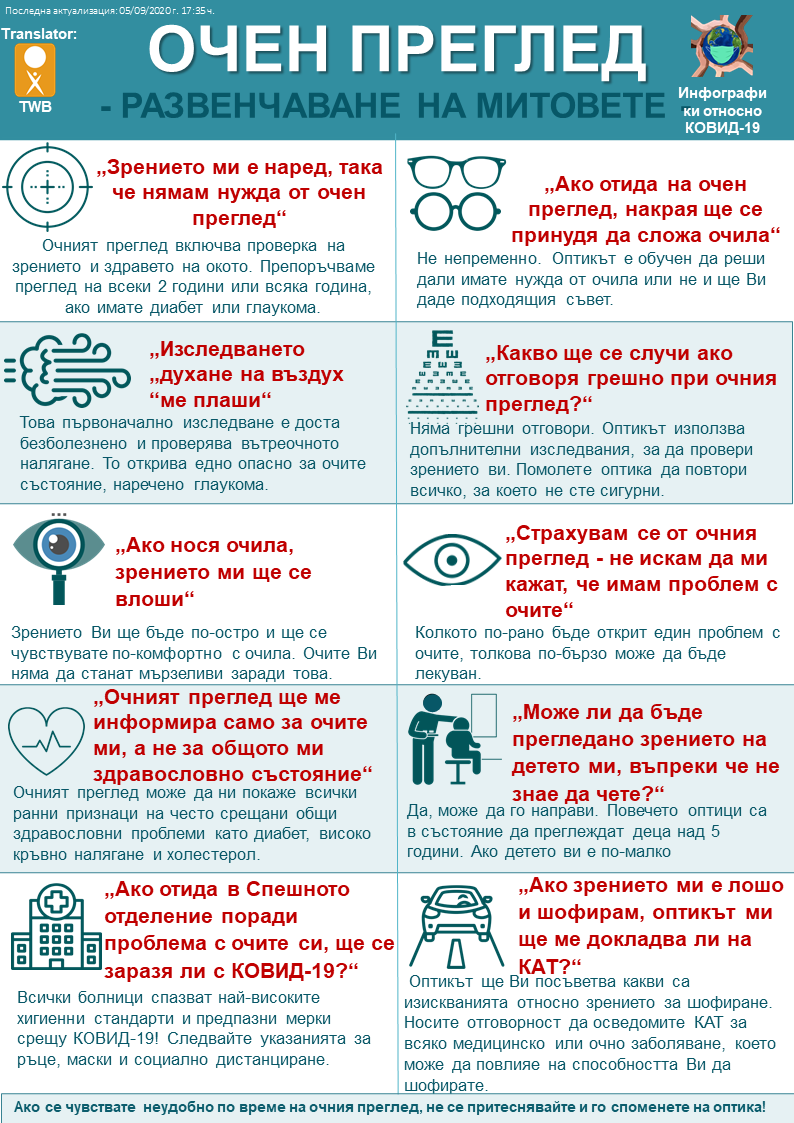 Последна актуализация: 05/09/2020 г. 17:35 ч.
Translator:
TWB
ОЧЕН ПРЕГЛЕД
- РАЗВЕНЧАВАНЕ НА МИТОВЕТЕ -
Инфографи
ки относно
КОВИД-19
„Зрението ми е наред, така
че нямам нужда от очен
преглед“
Очният преглед включва проверка на
зрението и здравето на окото. Препоръчваме
преглед на всеки 2 години или всяка година,
ако имате диабет или глаукома.
„Ако отида на очен
преглед, накрая ще се
принудя да сложа очила“
Не непременно. Оптикът е обучен да реши
дали имате нужда от очила или не и ще Ви
даде подходящия съвет.
„Изследването
„духане на въздух
“ме плаши“
Това първоначално изследване е доста
безболезнено и проверява вътреочното
налягане. То открива едно опасно за очите
състояние, наречено глаукома.
„Какво ще се случи ако
отговоря грешно при очния
преглед?“
Няма грешни отговори. Оптикът използва
допълнителни изследвания, за да провери
зрението ви. Помолете оптика да повтори
всичко, за което не сте сигурни.
„Ако нося очила,
зрението ми ще се
влоши“
Зрението Ви ще бъде по-остро и ще се
чувствувате по-комфортно с очила. Очите Ви
няма да станат мързеливи заради това.
„Страхувам се от очния
преглед - не искам да ми
кажат, че имам проблем с
очите“
Колкото по-рано бъде открит един проблем с
очите, толкова по-бързо може да бъде
лекуван.
„Очният преглед ще ме
информира само за очите
ми, а не за общото ми
здравословно състояние“
Очният преглед може да ни покаже всички
ранни признаци на често срещани общи
здравословни проблеми като диабет, високо
кръвно налягане и холестерол.
„Може ли да бъде
прегледано зрението на
детето ми, въпреки че не
знае да чете?“
Да, може да го направи. Повечето оптици са
в състояние да преглеждат деца над 5
години. Ако детето ви е по-малко
„Ако отида в Спешното
отделение поради
проблема с очите си, ще се
заразя ли с КОВИД-19?“
Всички болници спазват най-високите
хигиенни стандарти и предпазни мерки
срещу КОВИД-19! Следвайте указанията за
ръце, маски и социално дистанциране.
„Ако зрението ми е лошо
и шофирам, оптикът ми
ще ме докладва ли на
КАТ?“
Оптикът ще Ви посъветва какви са
изискванията относно зрението за шофиране.
Носите отговорност да осведомите КАТ за
всяко медицинско или очно заболяване, което
може да повлияе на способността Ви да
шофирате.
Ако се чувствате неудобно по време на очния преглед, не се притеснявайте и го споменете на оптика!